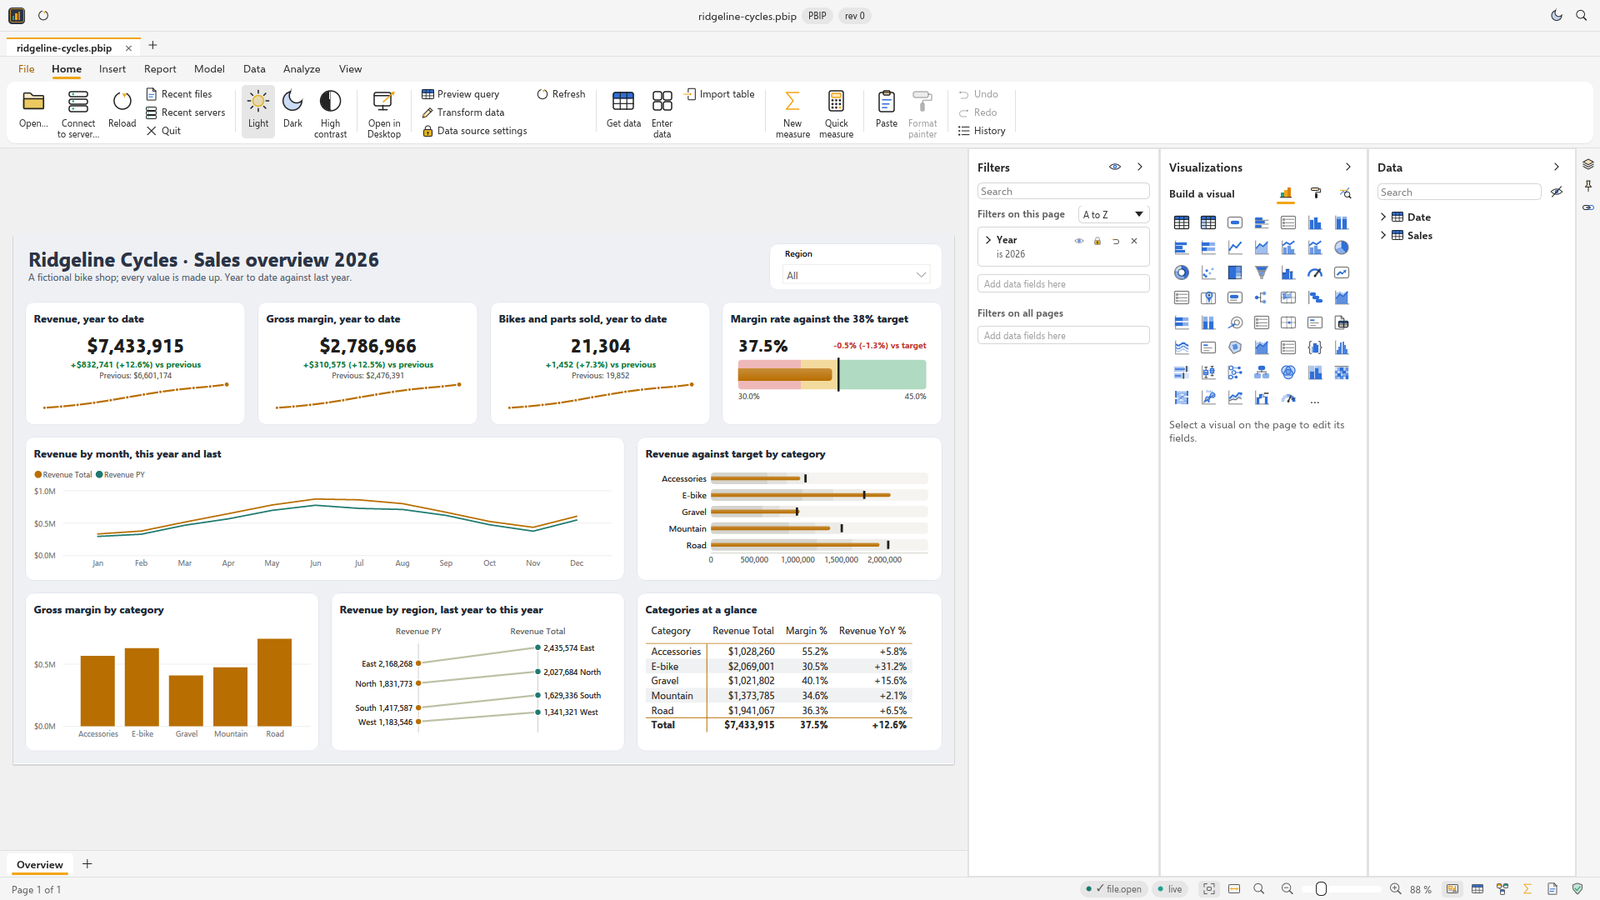 ridgeline-cycles.pbip PBIP rev 0
ridgeline-cycles.pbip
File Home Insert Report Model Data Analyze View
Open...
Connect to server...
Reload
Recent files
Recent servers
Quit
Light
Dark
High contrast
Open in Desktop
Preview query
Transform data
Data source settings
Refresh
Get data
Enter data
Import table
New measure
Quick measure
Paste
Format painter
Undo
Redo
History
Ridgeline Cycles · Sales overview 2026
A fictional bike shop; every value is made up. Year to date against last year.
Region
All
Revenue, year to date
$7,433,915
+$832,741 (+12.6%) vs previous
Previous: $6,601,174
Gross margin, year to date
$2,786,966
+$310,575 (+12.5%) vs previous
Previous: $2,476,391
Bikes and parts sold, year to date
21,304
+1,452 (+7.3%) vs previous
Previous: 19,852
Margin rate against the 38% target
37.5% -0.5% (-1.3%) vs target
30.0% 45.0%
Revenue by month, this year and last
Revenue Total Revenue PY
$1.0M
$0.5M
$0.0M
Jan Feb Mar Apr May Jun Jul Aug Sep Oct Nov Dec
Revenue against target by category
Accessories
E-bike
Gravel
Mountain
Road
0 500,000 1,000,000 1,500,000 2,000,000
Gross margin by category
$0.5M
$0.0M
Accessories E-bike Gravel Mountain Road
Revenue by region, last year to this year
Revenue PY Revenue Total
2,435,574 East
East 2,168,268
2,027,684 North
North 1,831,773
1,629,336 South
South 1,417,587
1,341,321 West
West 1,183,546
Categories at a glance
Category Revenue Total Margin % Revenue YoY %
Accessories $1,028,260 55.2% +5.8%
E-bike $2,069,001 30.5% +31.2%
Gravel $1,021,802 40.1% +15.6%
Mountain $1,373,785 34.6% +2.1%
Road $1,941,067 36.3% +6.5%
Total $7,433,915 37.5% +12.6%
Filters
Search
Filters on this page A to Z
Year
is 2026
Add data fields here
Filters on all pages
Add data fields here
Visualizations
Build a visual
...
Select a visual on the page to edit its
fields.
Data
Search
Date
Sales
Overview
Page 1 of 1
✓ file.open live 88 %